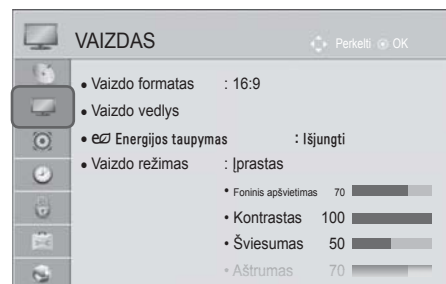 VAIZDAS Perkelti OK
• Vaizdo formatas : 16:9
• Vaizdo vedlys
• Energijos taupymas : Išjungti
• Vaizdo režimas : Įprastas
• Foninis apšvietimas 70
• Kontrastas 100
• Šviesumas 50
• Aštrumas 70